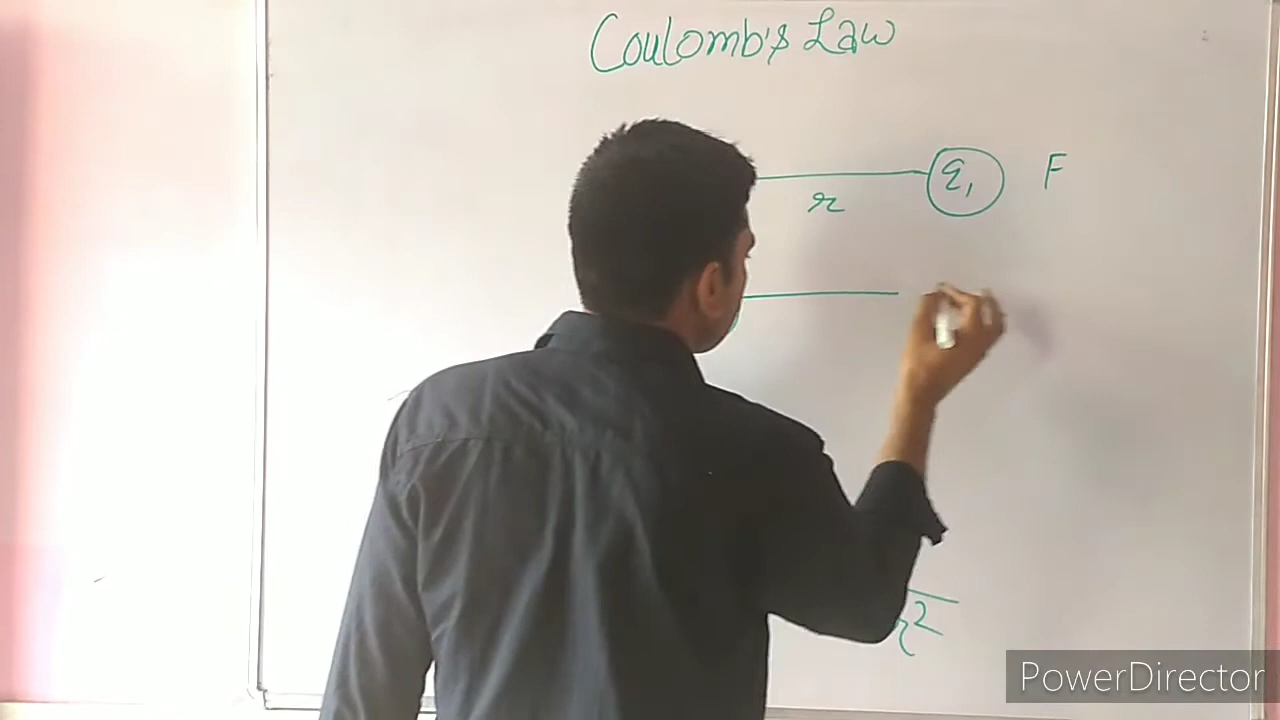 Coulomb's Law
q₁ F
r
r²
PowerDirector